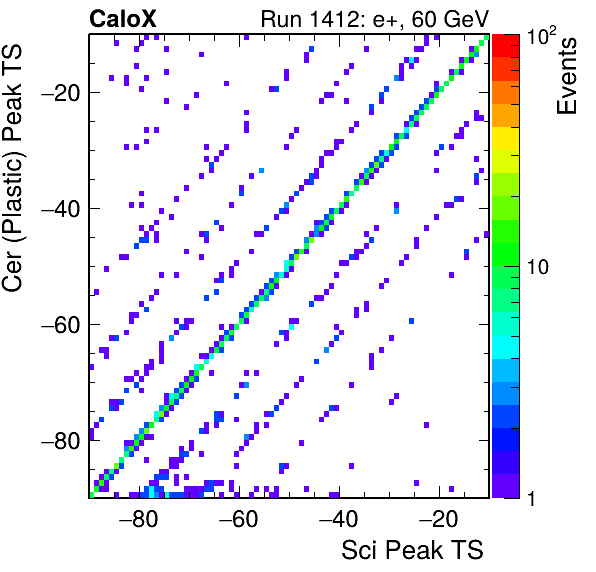 CaloX Run 1412: e+, 60 GeV
Cer (Plastic) Peak TS
−20
−40
−60
−80
−80 −60 −40 −20
Sci Peak TS
10²
10
1
Events